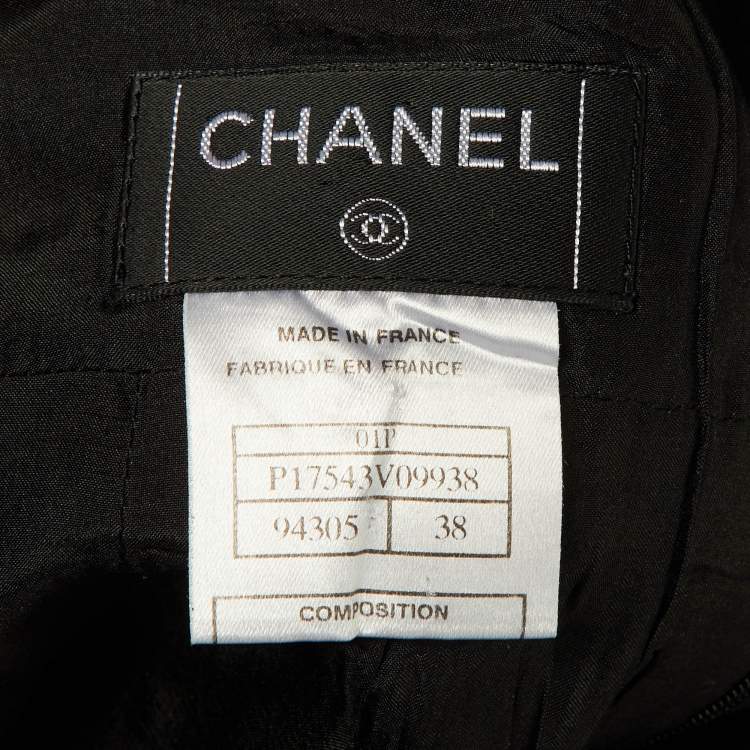 CHANEL
MADE IN FRANCE
FABRIQUE EN FRANCE
01P
P17543V09938
94305 38
COMPOSITION